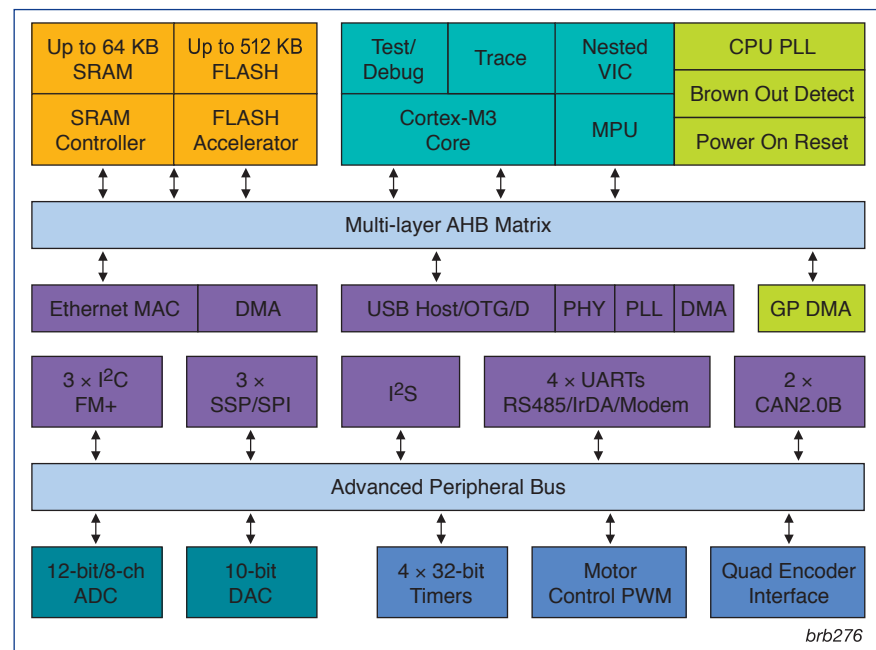 Up to 64 KB
SRAM
Up to 512 KB
FLASH
SRAM
Controller
FLASH
Accelerator
Test/
Debug
Trace
Nested
VIC
Cortex-M3
Core
MPU
CPU PLL
Brown Out Detect
Power On Reset
Multi-layer AHB Matrix
Ethernet MAC
DMA
USB Host/OTG/D
PHY
PLL
DMA
GP DMA
3 × I²C
FM+
3 ×
SSP/SPI
I²S
4 × UARTs
RS485/IrDA/Modem
2 ×
CAN2.0B
Advanced Peripheral Bus
12-bit/8-ch
ADC
10-bit
DAC
4 × 32-bit
Timers
Motor
Control PWM
Quad Encoder
Interface
brb276